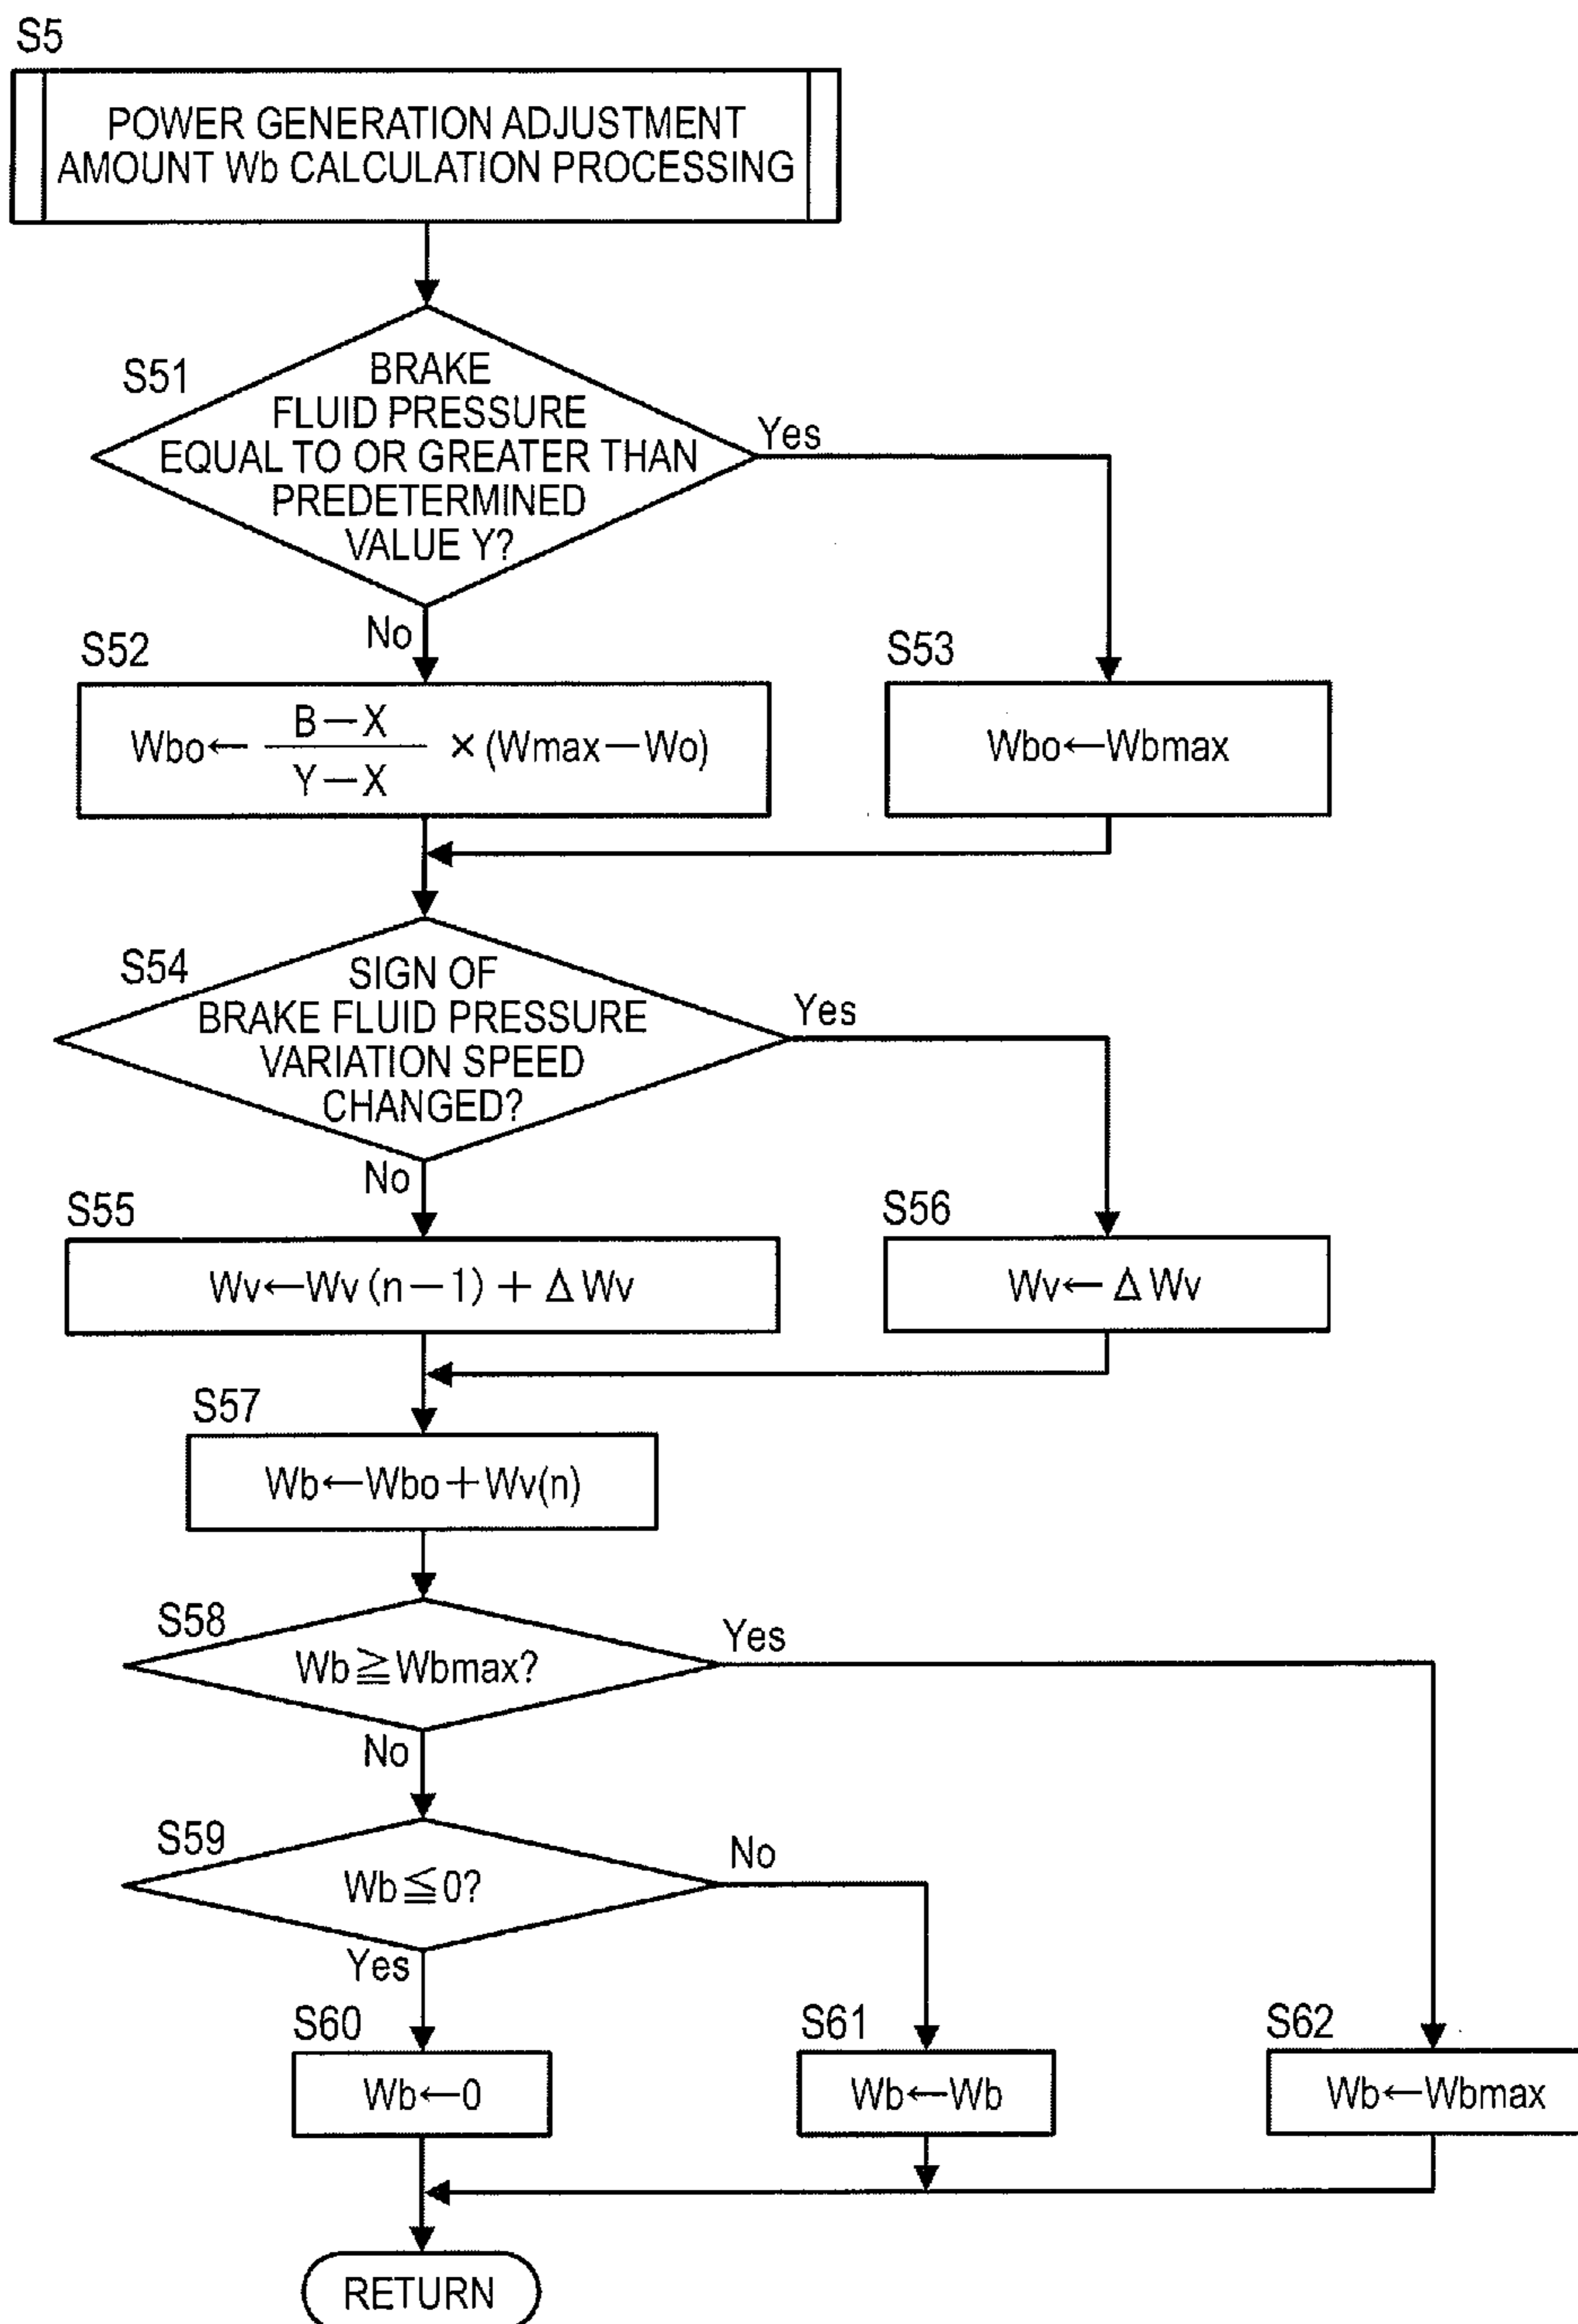 S5
POWER GENERATION ADJUSTMENT
AMOUNT Wb CALCULATION PROCESSING
S51
BRAKE
FLUID PRESSURE
EQUAL TO OR GREATER THAN
PREDETERMINED
VALUE Y?
Yes
No
S52
Wbo← B－X / Y－X ×(Wmax－Wo)
S53
Wbo←Wbmax
S54
SIGN OF
BRAKE FLUID PRESSURE
VARIATION SPEED
CHANGED?
Yes
No
S55
Wv←Wv(n－1)＋ΔWv
S56
Wv←ΔWv
S57
Wb←Wbo＋Wv(n)
S58
Wb≧Wbmax?
Yes
No
S59
Wb≦0?
No
Yes
S60
Wb←0
S61
Wb←Wb
S62
Wb←Wbmax
RETURN